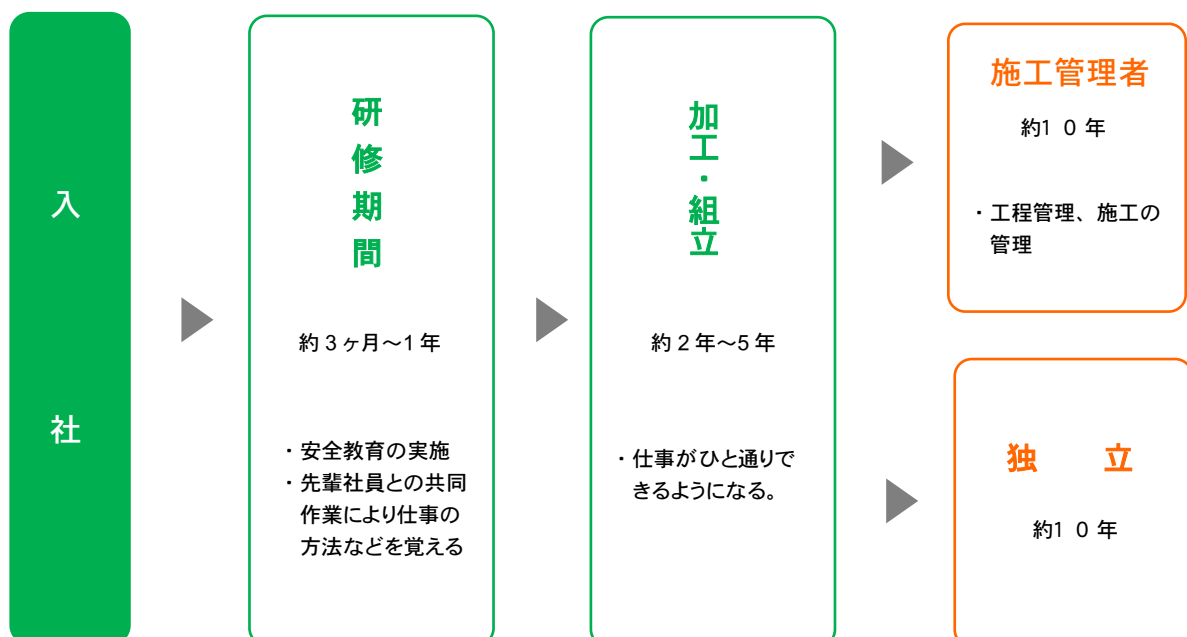 入社
研修期間
約3ヶ月～1年
・安全教育の実施
・先輩社員との共同
作業により仕事の
方法などを覚える
加工・組立
約2年～5年
・仕事がひと通りで
きるようになる。
施工管理者
約10年
・工程管理、施工の
管理
独立
約10年